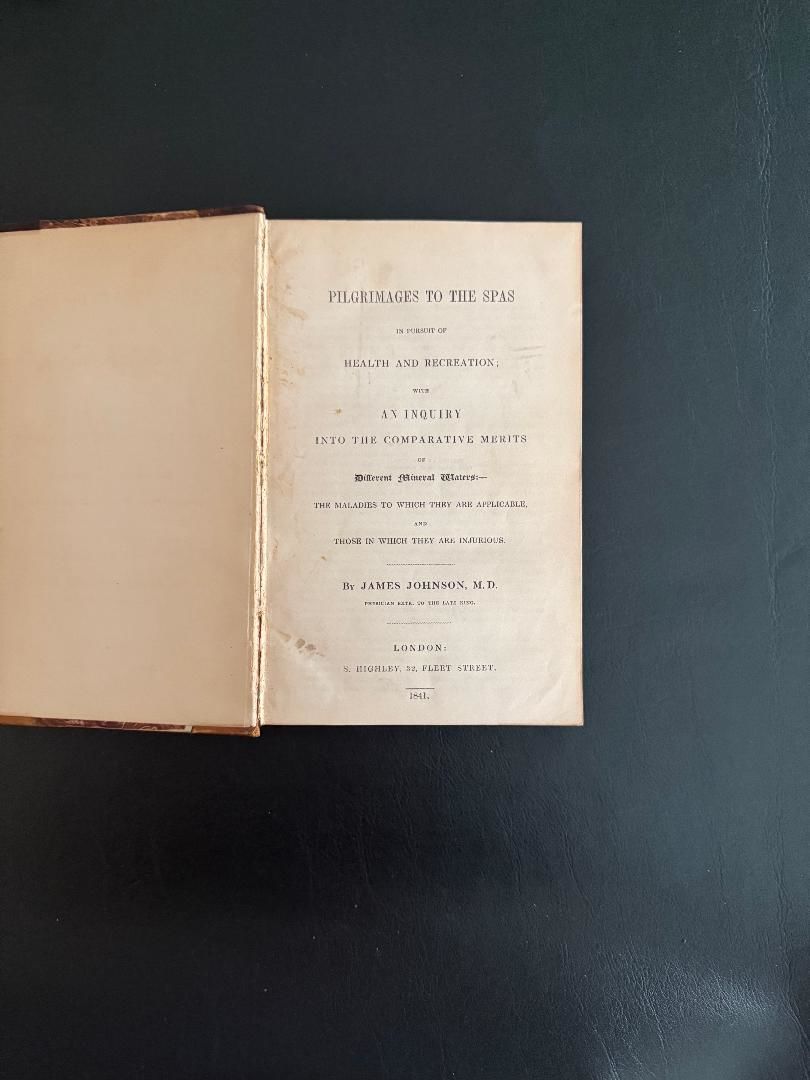 PILGRIMAGES TO THE SPAS
IN PURSUIT OF
HEALTH AND RECREATION;
WITH
AN INQUIRY
INTO THE COMPARATIVE MERITS
OF
Different Mineral Waters:—
THE MALADIES TO WHICH THEY ARE APPLICABLE,
AND
THOSE IN WHICH THEY ARE INJURIOUS.
By JAMES JOHNSON, M.D.
PHYSICIAN EXTR. TO THE LATE KING.
LONDON:
S. HIGHLEY, 32, FLEET STREET.
1841.